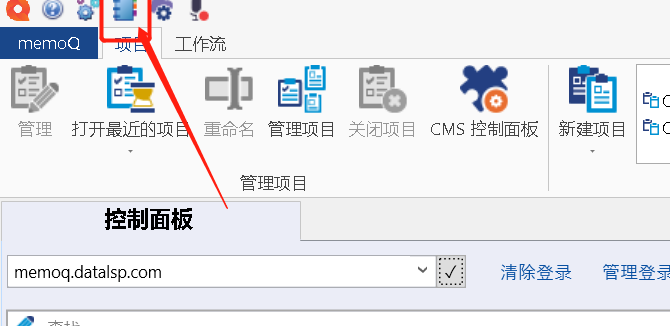 memoQ 项目 工作流
管理 打开最近的项目 重命名 管理项目 关闭项目 CMS 控制面板 新建项目
管理项目
控制面板
memoq.datalsp.com 清除登录 管理登录
查找